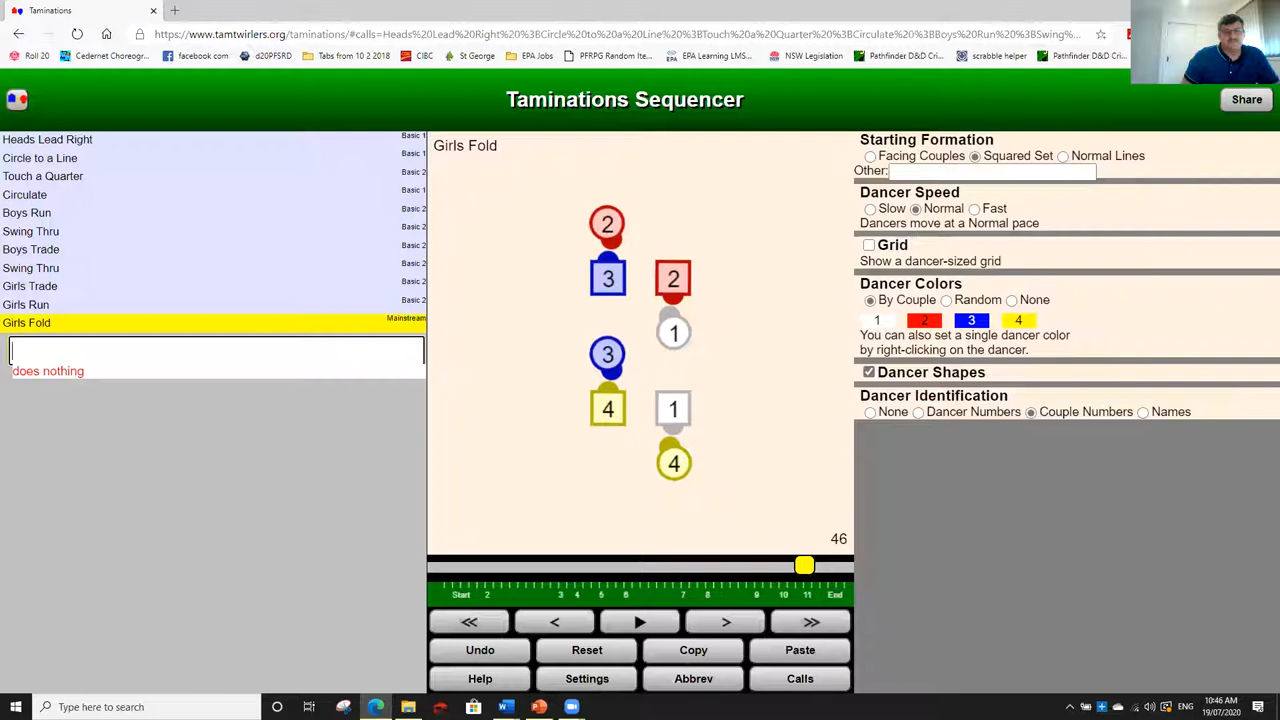 Taminations
https://www.tamtwirlers.org/taminations/#calls=Heads%20Lead%20Right%20%3BCircle%20to%20a%20Line%20%3BTouch%20a%20Quarter%20%3BCirculate%20%3BBoys%20Run%20%3BSwing%...
Roll 20
Cedernet Choreogr...
facebook com
d20PFSRD
Tabs from 10 2 2018
CIBC
St George
EPA Jobs
PFRPG Random Ite...
EPA Learning LMS...
NSW Legislation
Pathfinder D&D Cri...
scrabble helper
Pathfinder D&D Cri...
Taminations Sequencer
Share
Heads Lead Right Basic 1
Circle to a Line Basic 1
Touch a Quarter Basic 2
Circulate Basic 1
Boys Run Basic 2
Swing Thru Basic 2
Boys Trade Basic 2
Swing Thru Basic 2
Girls Trade Basic 2
Girls Run Basic 2
Girls Fold Mainstream
does nothing
Girls Fold
2
3 2
1
3
4 1
4
46
Start 2 3 4 5 6 7 8 9 10 11 End
≪ < ▶ > ≫
Undo Reset Copy Paste
Help Settings Abbrev Calls
Starting Formation
Facing Couples Squared Set Normal Lines
Other:
Dancer Speed
Slow Normal Fast
Dancers move at a Normal pace
Grid
Show a dancer-sized grid
Dancer Colors
By Couple Random None
1 2 3 4
You can also set a single dancer color
by right-clicking on the dancer.
Dancer Shapes
Dancer Identification
None Dancer Numbers Couple Numbers Names
Type here to search
ENG
10:46 AM
19/07/2020